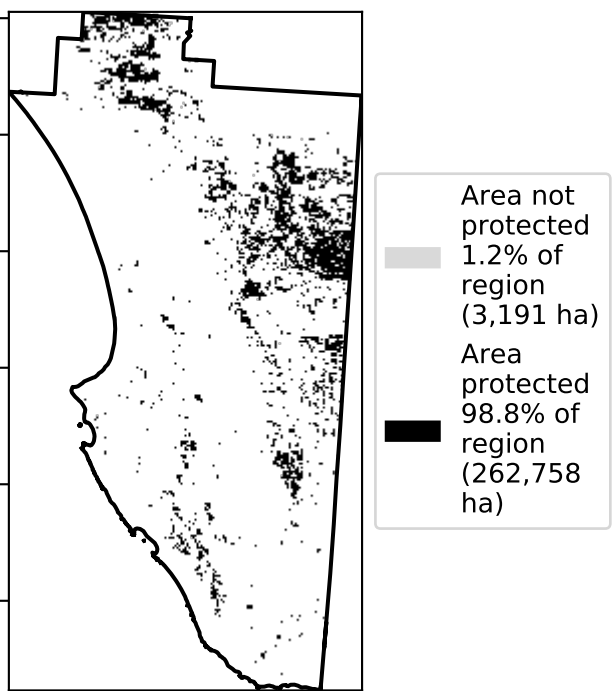 Area not
protected
1.2% of
region
(3,191 ha)
Area
protected
98.8% of
region
(262,758
ha)